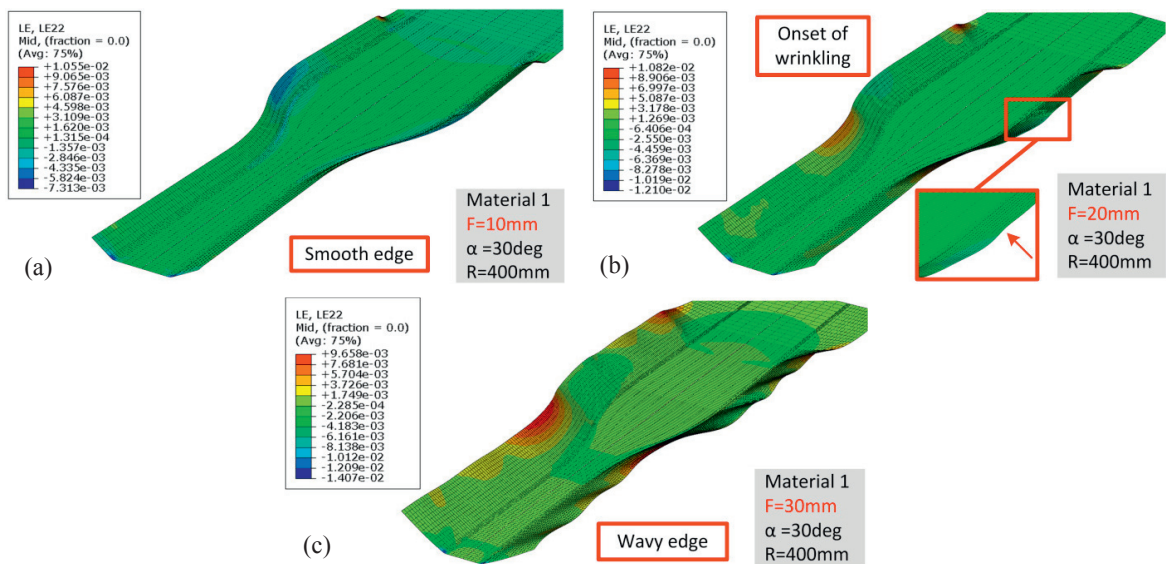 LE, LE22
Mid, (fraction = 0.0)
(Avg: 75%)
+1.055e-02
+9.065e-03
+7.576e-03
+6.087e-03
+4.598e-03
+3.109e-03
+1.620e-03
+1.315e-04
-1.357e-03
-2.846e-03
-4.335e-03
-5.824e-03
-7.313e-03
Material 1
F=10mm
α =30deg
R=400mm
Smooth edge
(a)
LE, LE22
Mid, (fraction = 0.0)
(Avg: 75%)
+1.082e-02
+8.906e-03
+6.997e-03
+5.087e-03
+3.178e-03
+1.269e-03
-6.406e-04
-2.550e-03
-4.459e-03
-6.369e-03
-8.278e-03
-1.019e-02
-1.210e-02
Onset of
wrinkling
Material 1
F=20mm
α =30deg
R=400mm
(b)
LE, LE22
Mid, (fraction = 0.0)
(Avg: 75%)
+9.658e-03
+7.681e-03
+5.704e-03
+3.726e-03
+1.749e-03
-2.285e-04
-2.206e-03
-4.183e-03
-6.161e-03
-8.138e-03
-1.012e-02
-1.209e-02
-1.407e-02
Material 1
F=30mm
α =30deg
R=400mm
Wavy edge
(c)